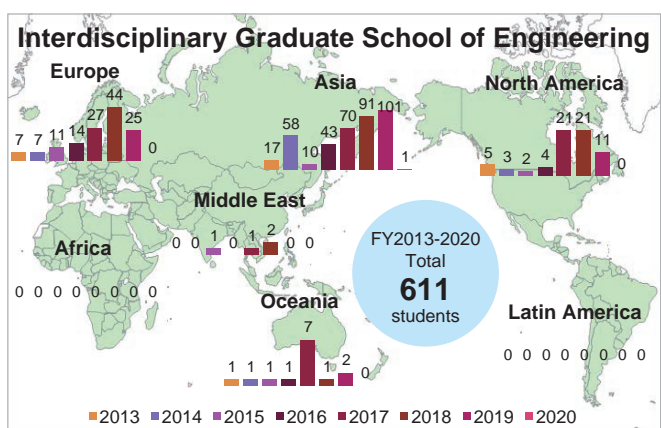 Interdisciplinary Graduate School of Engineering
Europe
7 7 11 14 27 44 25 0
Asia
17 58 10 43 70 91 101 1
North America
5 3 2 4 21 21 11 0
Middle East
0 0 1 0 1 2 0 0
Africa
0 0 0 0 0 0 0 0
FY2013-2020
Total
611
students
Oceania
1 1 1 1 7 1 2 0
Latin America
0 0 0 0 0 0 0 0
2013 2014 2015 2016 2017 2018 2019 2020